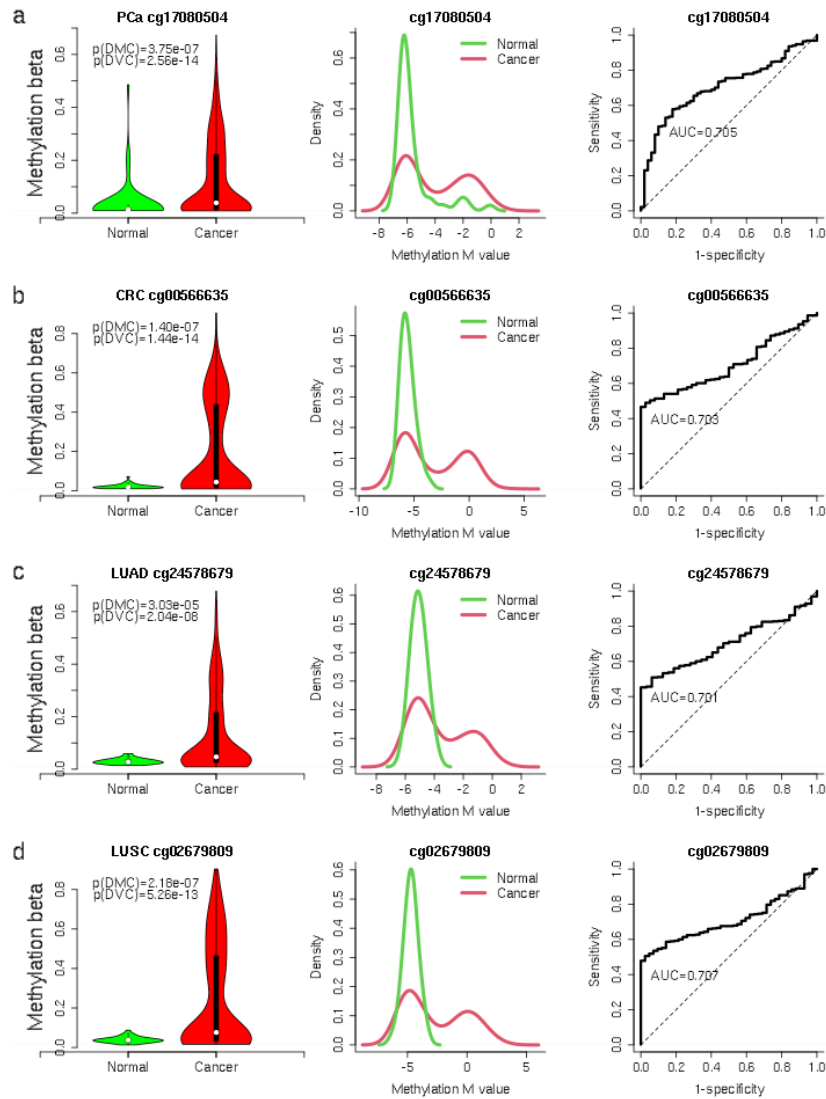 a
PCa cg17080504
p(DMC)=3.75e-07
p(DVC)=2.56e-14
Methylation beta
0.0 0.2 0.4 0.6
Normal Cancer
cg17080504
Normal
Cancer
Density
0.0 0.1 0.2 0.3 0.4 0.5 0.6 0.7
-8 -6 -4 -2 0 2
Methylation M value
cg17080504
Sensitivity
0.0 0.2 0.4 0.6 0.8 1.0
AUC=0.705
0.0 0.2 0.4 0.6 0.8 1.0
1-specificity
b
CRC cg00566635
p(DMC)=1.40e-07
p(DVC)=1.44e-14
Methylation beta
0.0 0.2 0.4 0.6 0.8
Normal Cancer
cg00566635
Normal
Cancer
Density
0.0 0.1 0.2 0.3 0.4 0.5
-10 -5 0 5
Methylation M value
cg00566635
Sensitivity
0.0 0.2 0.4 0.6 0.8 1.0
AUC=0.703
0.0 0.2 0.4 0.6 0.8 1.0
1-specificity
c
LUAD cg24578679
p(DMC)=3.03e-05
p(DVC)=2.04e-08
Methylation beta
0.0 0.2 0.4 0.6
Normal Cancer
cg24578679
Normal
Cancer
Density
0.0 0.1 0.2 0.3 0.4 0.5 0.6
-8 -6 -4 -2 0 2
Methylation M value
cg24578679
Sensitivity
0.0 0.2 0.4 0.6 0.8 1.0
AUC=0.701
0.0 0.2 0.4 0.6 0.8 1.0
1-specificity
d
LUSC cg02679809
p(DMC)=2.18e-07
p(DVC)=5.26e-13
Methylation beta
0.0 0.2 0.4 0.6 0.8
Normal Cancer
cg02679809
Normal
Cancer
Density
0.0 0.1 0.2 0.3 0.4 0.5 0.6
-5 0 5
Methylation M value
cg02679809
Sensitivity
0.0 0.2 0.4 0.6 0.8 1.0
AUC=0.707
0.0 0.2 0.4 0.6 0.8 1.0
1-specificity